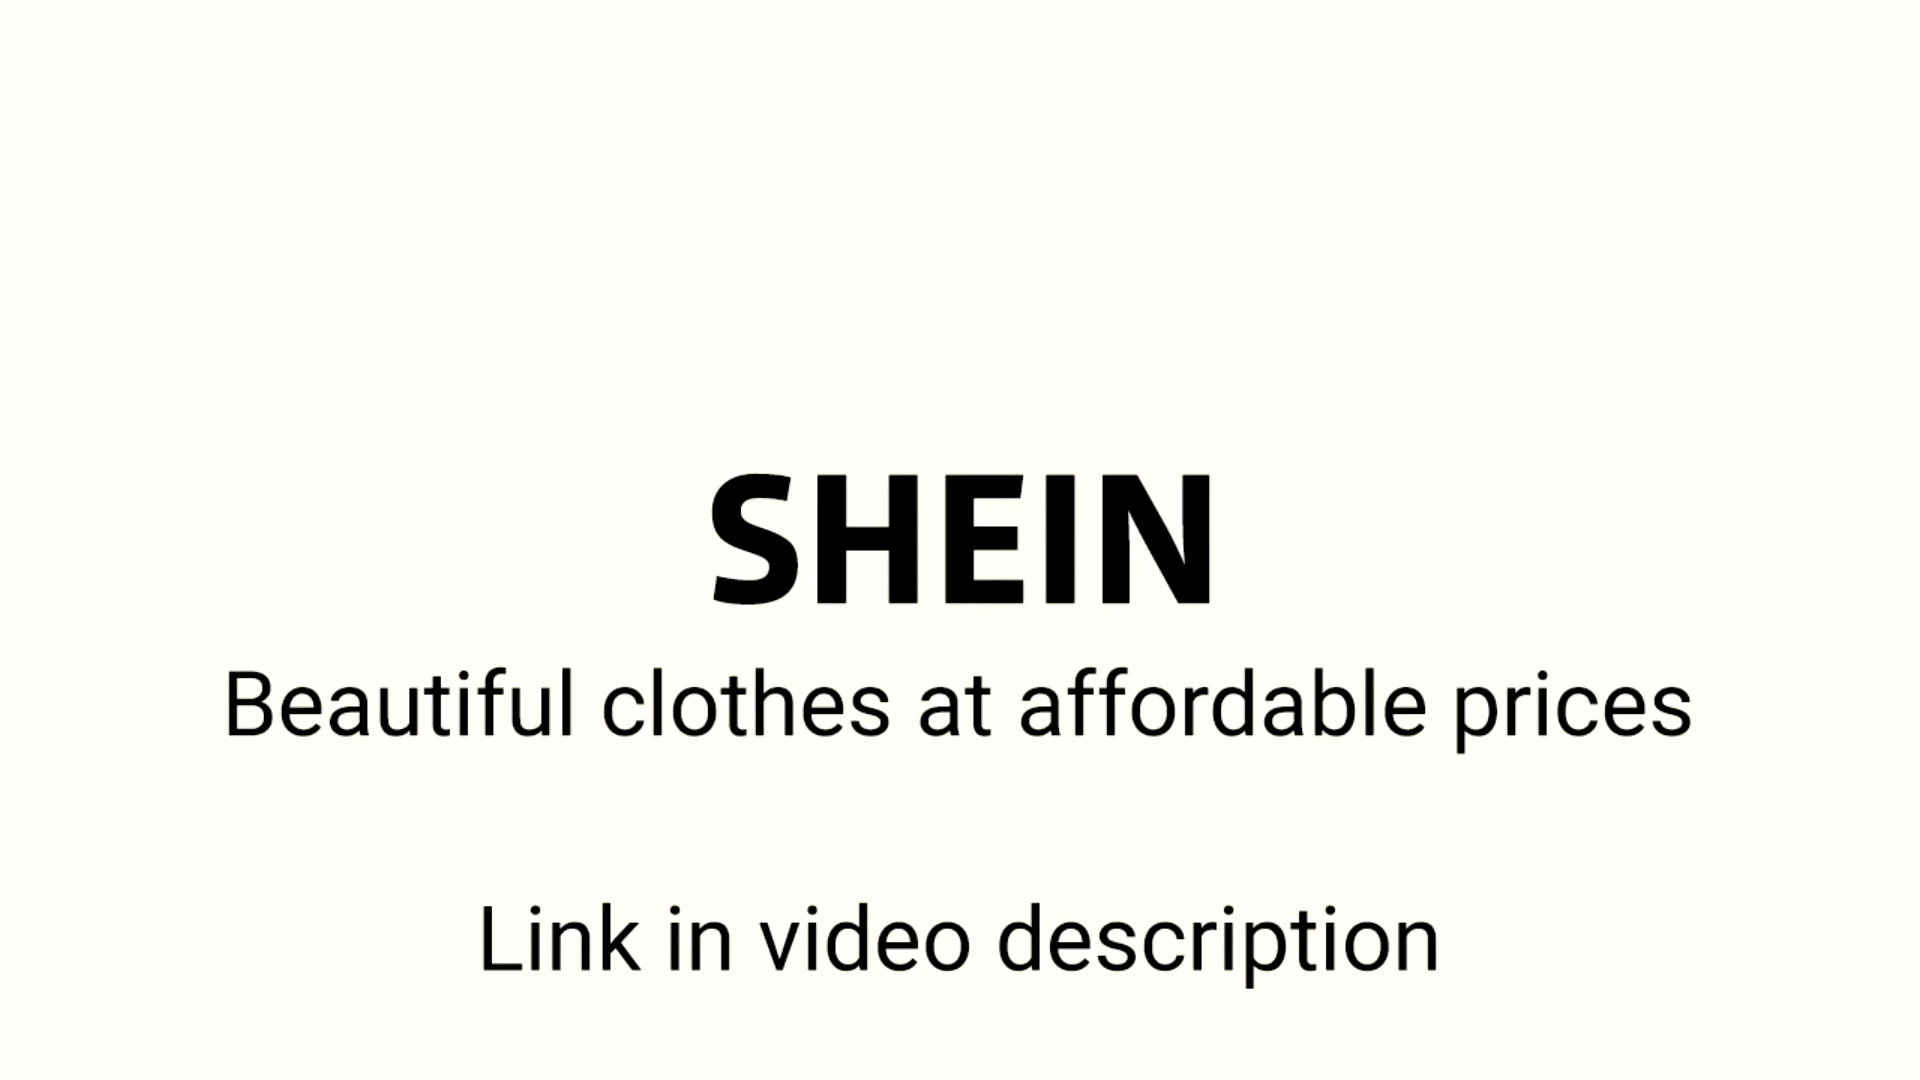 SHEIN
Beautiful clothes at affordable prices
Link in video description